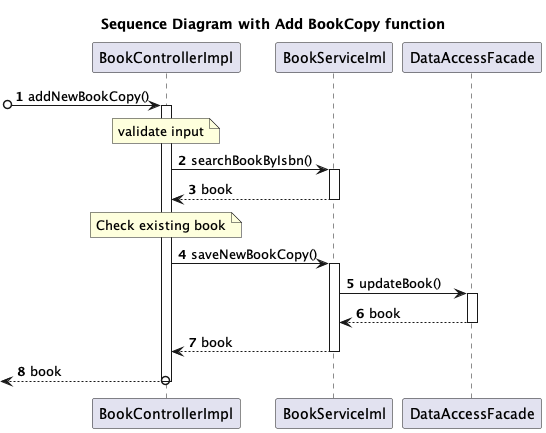 Sequence Diagram with Add BookCopy function
BookControllerImpl BookServiceIml DataAccessFacade
1 addNewBookCopy()
validate input
2 searchBookByIsbn()
3 book
Check existing book
4 saveNewBookCopy()
5 updateBook()
6 book
7 book
8 book
BookControllerImpl BookServiceIml DataAccessFacade